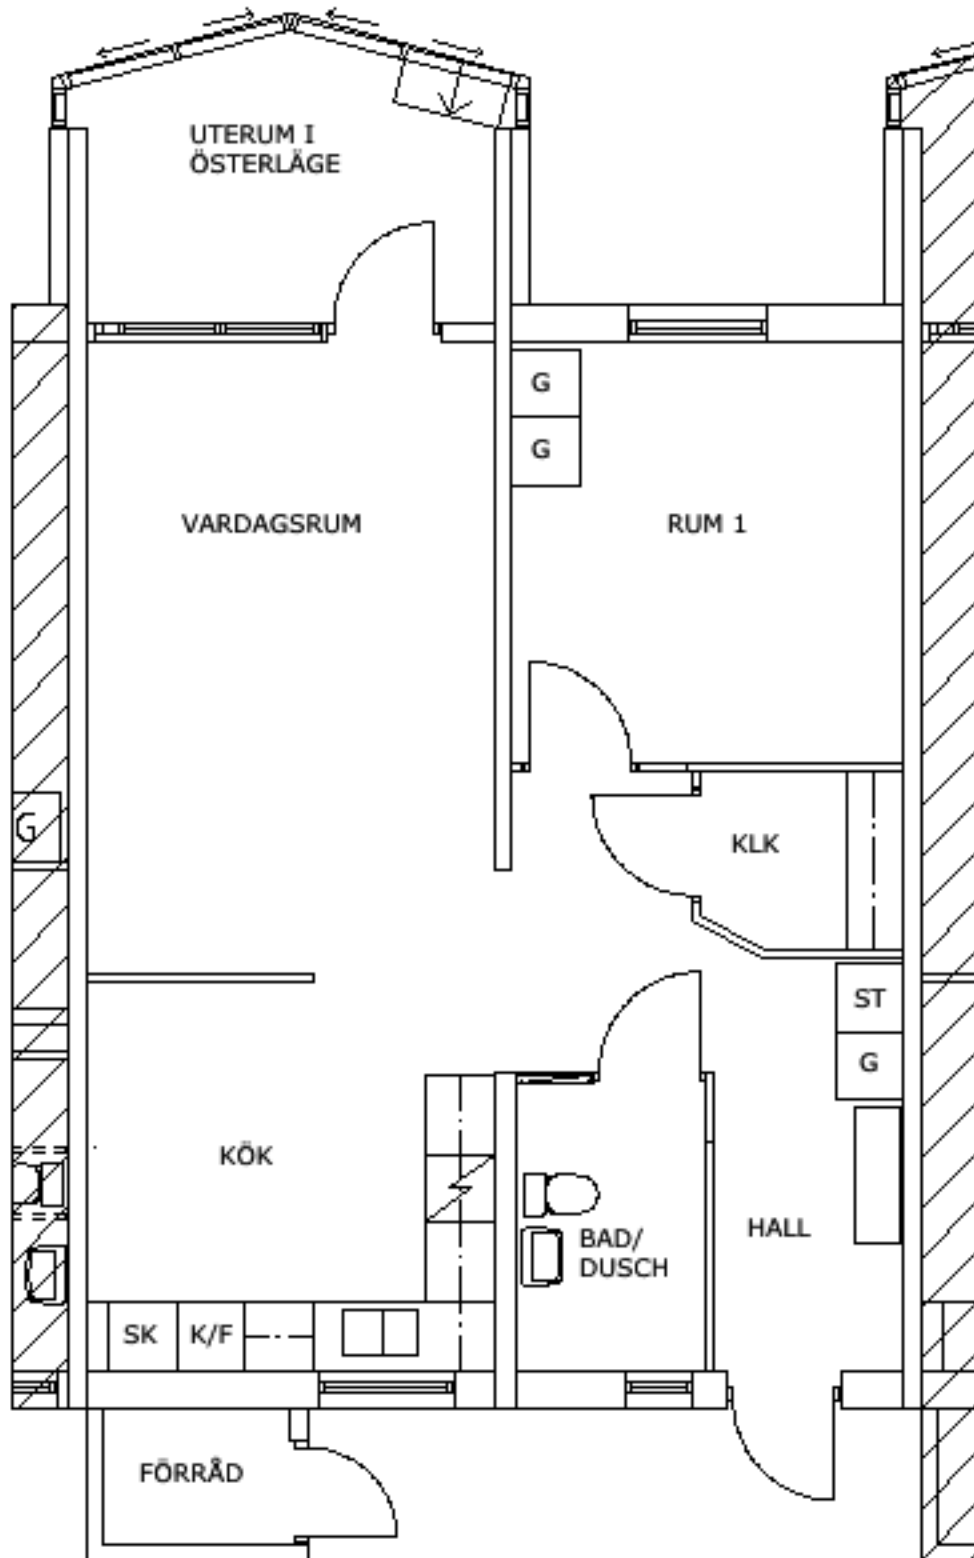 UTERUM I
ÖSTERLÄGE
G
G
VARDAGSRUM
RUM 1
G
KLK
ST
G
KÖK
HALL
BAD/
DUSCH
SK
K/F
FÖRRÅD